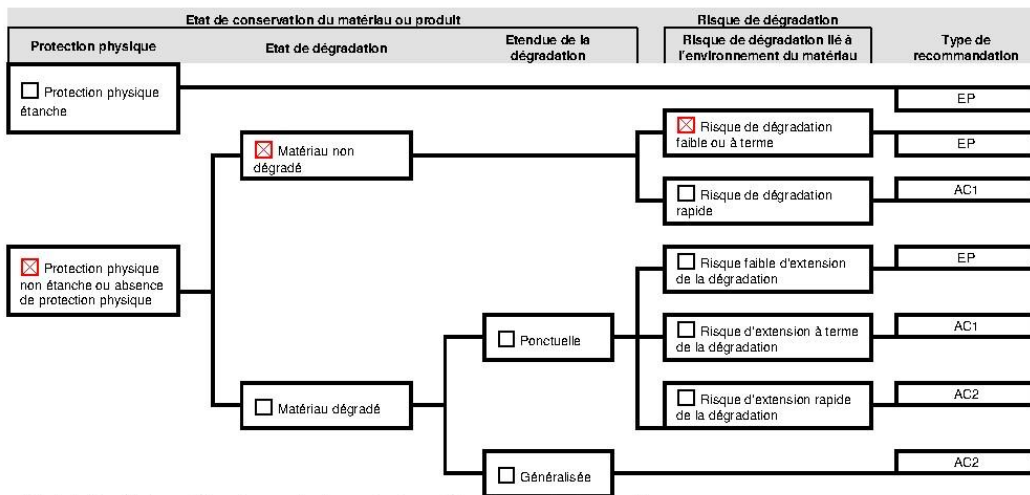 Etat de conservation du matériau ou produit
Risque de dégradation
Protection physique
Etat de dégradation
Etendue de la
dégradation
Risque de dégradation lié à
l'environnement du matériau
Type de
recommandation
Protection physique
étanche
EP
Matériau non
dégradé
Risque de dégradation
faible ou à terme
EP
Risque de dégradation
rapide
AC1
Protection physique
non étanche ou absence
de protection physique
Risque faible d'extension
de la dégradation
EP
Ponctuelle
Risque d'extension à terme
de la dégradation
AC1
Matériau dégradé
Risque d'extension rapide
de la dégradation
AC2
Généralisée
AC2